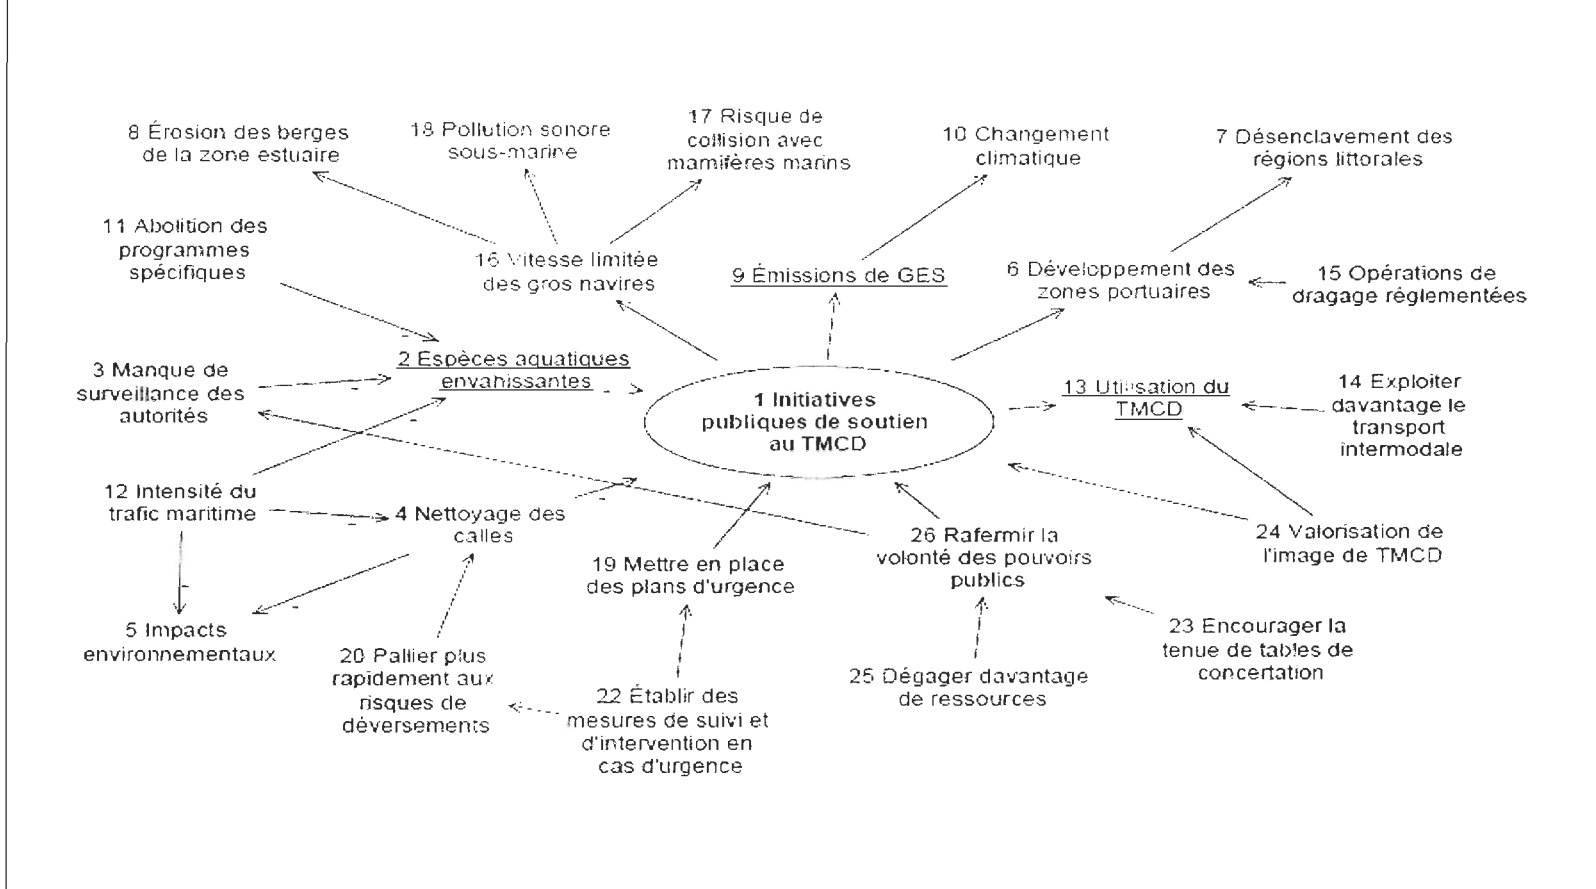 8 Érosion des berges
de la zone estuaire
18 Pollution sonore
sous-marine
17 Risque de
collision avec
mamifères marins
10 Changement
climatique
7 Désenclavement des
régions littorales
11 Abolition des
programmes
spécifiques
16 Vitesse limitée
des gros navires
9 Émissions de GES
6 Développement des
zones portuaires
15 Opérations de
dragage réglementées
3 Manque de
surveillance des
autorités
2 Espèces aquatiques
envahissantes
1 Initiatives
publiques de soutien
au TMCD
13 Utilisation du
TMCD
14 Exploiter
davantage le
transport
intermodale
12 Intensité du
trafic maritime
4 Nettoyage des
calles
19 Mettre en place
des plans d'urgence
26 Rafermir la
volonté des pouvoirs
publics
24 Valorisation de
l'image de TMCD
5 Impacts
environnementaux
20 Pallier plus
rapidement aux
risques de
déversements
22 Établir des
mesures de suivi et
d'intervention en
cas d'urgence
25 Dégager davantage
de ressources
23 Encourager la
tenue de tables de
concertation